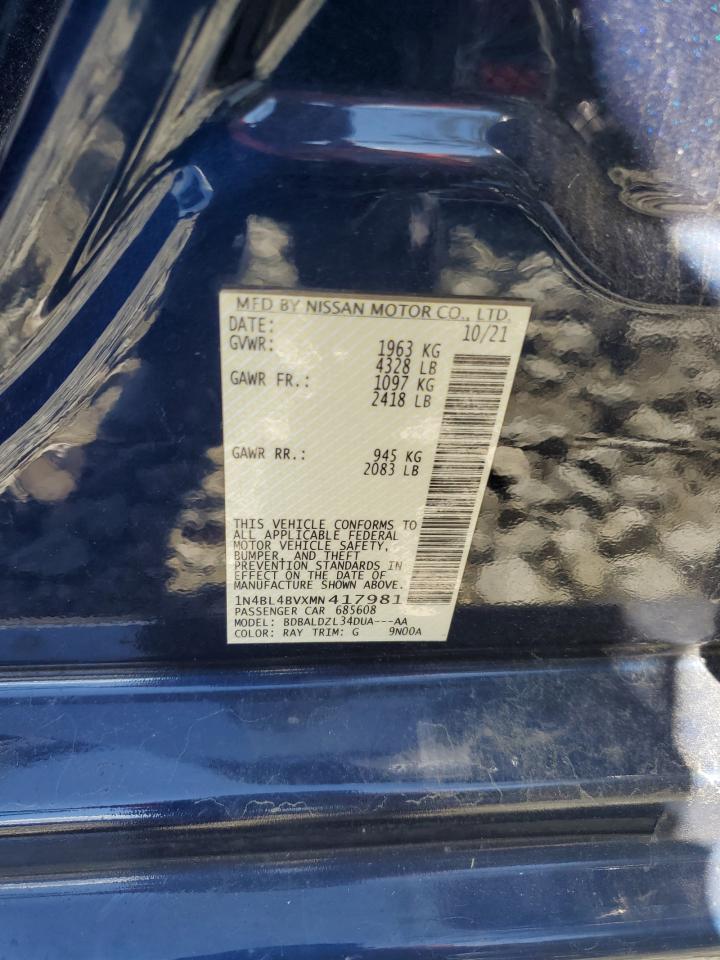 MFD BY NISSAN MOTOR CO., LTD.
DATE: 10/21
GVWR: 1963 KG
4328 LB
GAWR FR.: 1097 KG
2418 LB
GAWR RR.: 945 KG
2083 LB
THIS VEHICLE CONFORMS TO
ALL APPLICABLE FEDERAL
MOTOR VEHICLE SAFETY,
BUMPER, AND THEFT
PREVENTION STANDARDS IN
EFFECT ON THE DATE OF
MANUFACTURE SHOWN ABOVE.
1N4BL4BVXMN417981
PASSENGER CAR 685608
MODEL: BDBALDZL34DUA---AA
COLOR: RAY TRIM: G 9N00A